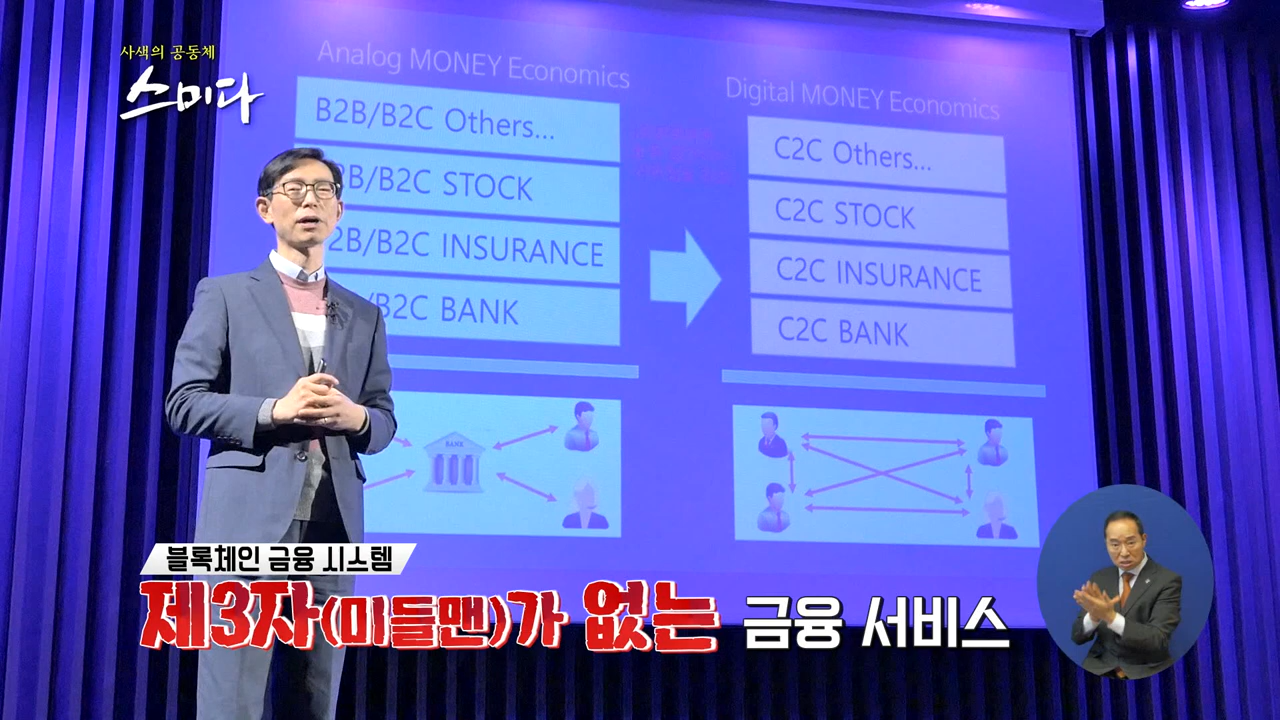 사색의 공동체
스미다
Analog MONEY Economics
B2B/B2C Others...
B/B2C STOCK
2B/B2C INSURANCE
/B2C BANK
Digital MONEY Economics
C2C Others...
C2C STOCK
C2C INSURANCE
C2C BANK
BANK
블록체인 금융 시스템
제3자(미들맨)가 없는 금융 서비스